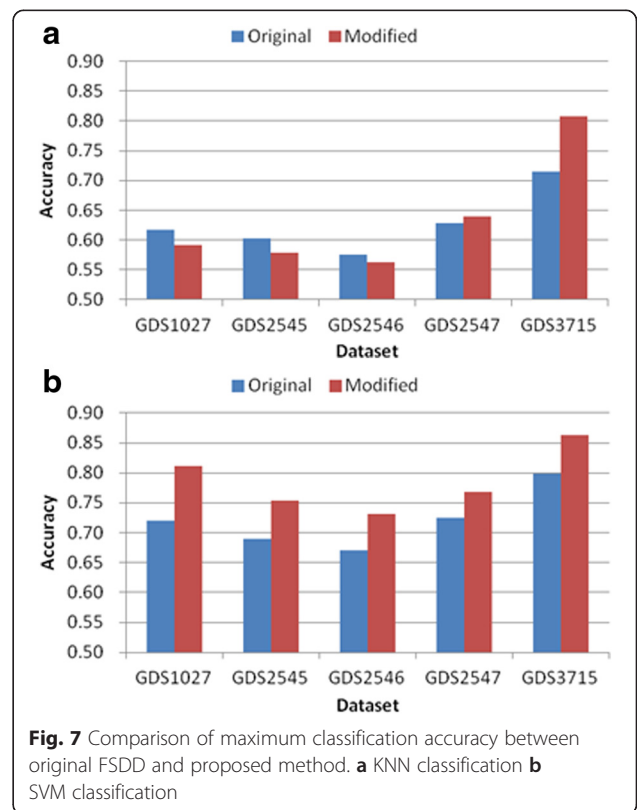 a
Original Modified
0.90
0.85
0.80
0.75
0.70
0.65
0.60
0.55
0.50
Accuracy
GDS1027 GDS2545 GDS2546 GDS2547 GDS3715
Dataset
b
Original Modified
0.90
0.85
0.80
0.75
0.70
0.65
0.60
0.55
0.50
Accuracy
GDS1027 GDS2545 GDS2546 GDS2547 GDS3715
Dataset
Fig. 7 Comparison of maximum classification accuracy between
original FSDD and proposed method. a KNN classification b
SVM classification